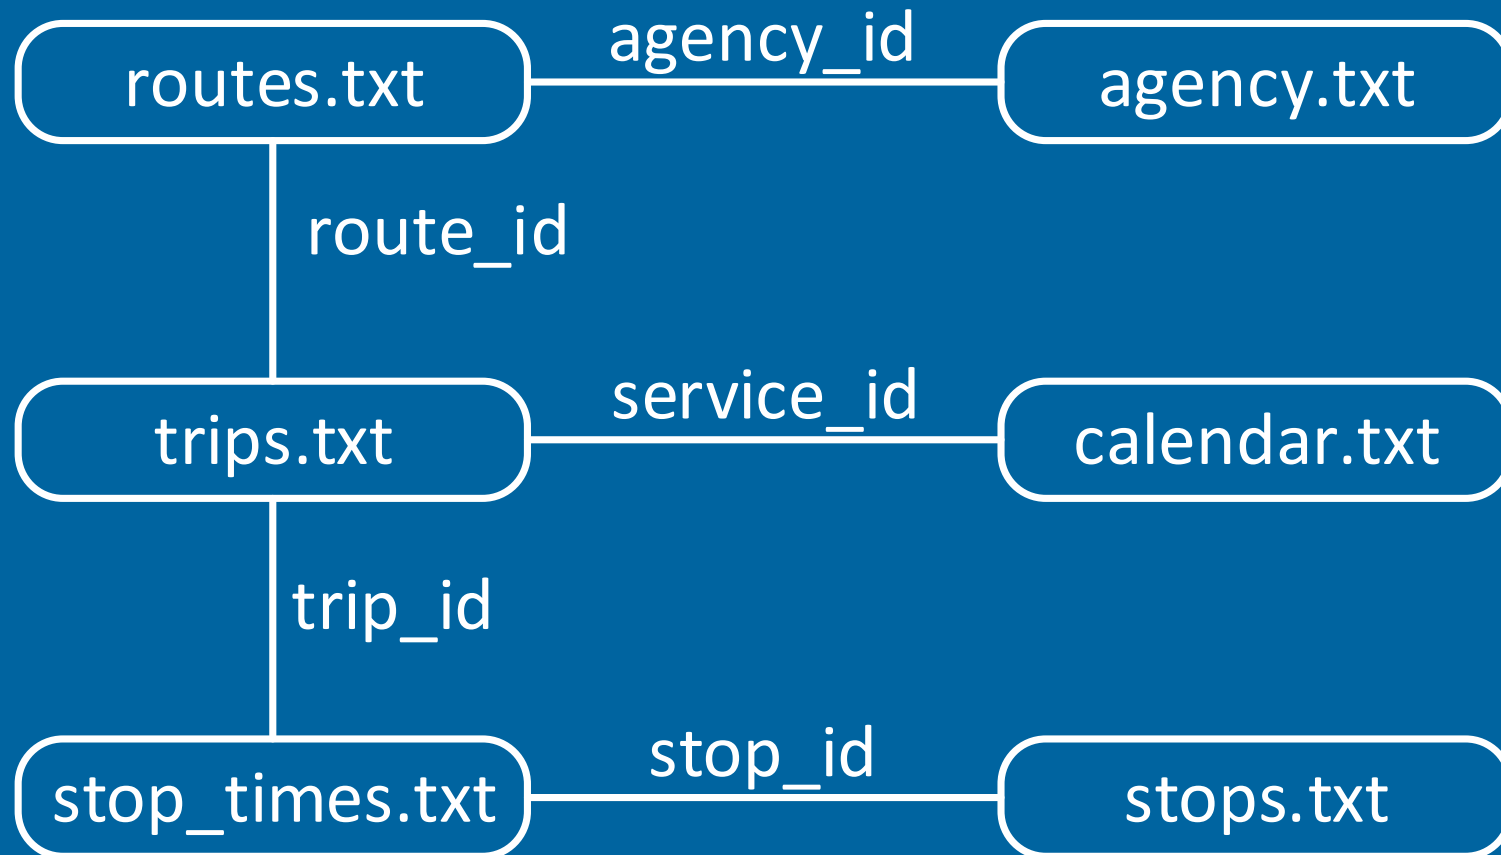 routes.txt
agency_id
agency.txt
route_id
trips.txt
service_id
calendar.txt
trip_id
stop_times.txt
stop_id
stops.txt